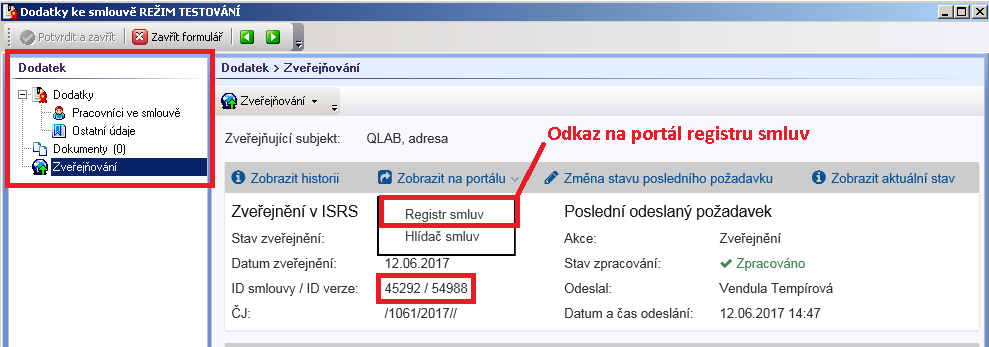 Dodatky ke smlouvě REŽIM TESTOVÁNÍ
Potvrdit a zavřít Zavřít formulář
Dodatek
Dodatky
Pracovníci ve smlouvě
Ostatní údaje
Dokumenty (0)
Zveřejňování
Dodatek > Zveřejňování
Zveřejňování
Zveřejňující subjekt: QLAB, adresa
Odkaz na portál registru smluv
Zobrazit historii Zobrazit na portálu Změna stavu posledního požadavku Zobrazit aktuální stav
Registr smluv
Hlídač smluv
Zveřejnění v ISRS
Stav zveřejnění:
Datum zveřejnění: 12.06.2017
ID smlouvy / ID verze: 45292 / 54988
ČJ: /1061/2017//
Poslední odeslaný požadavek
Akce: Zveřejnění
Stav zpracování: Zpracováno
Odeslal: Vendula Tempírová
Datum a čas odeslání: 12.06.2017 14:47